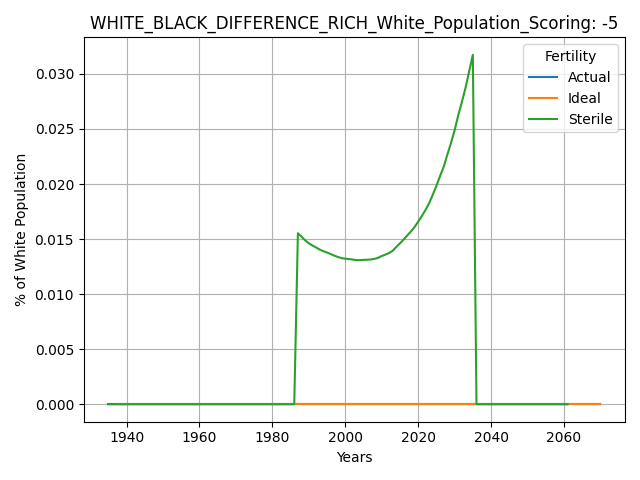 WHITE_BLACK_DIFFERENCE_RICH_White_Population_Scoring: -5
Fertility
Actual
Ideal
Sterile
% of White Population
0.030
0.025
0.020
0.015
0.010
0.005
0.000
1940 1960 1980 2000 2020 2040 2060
Years